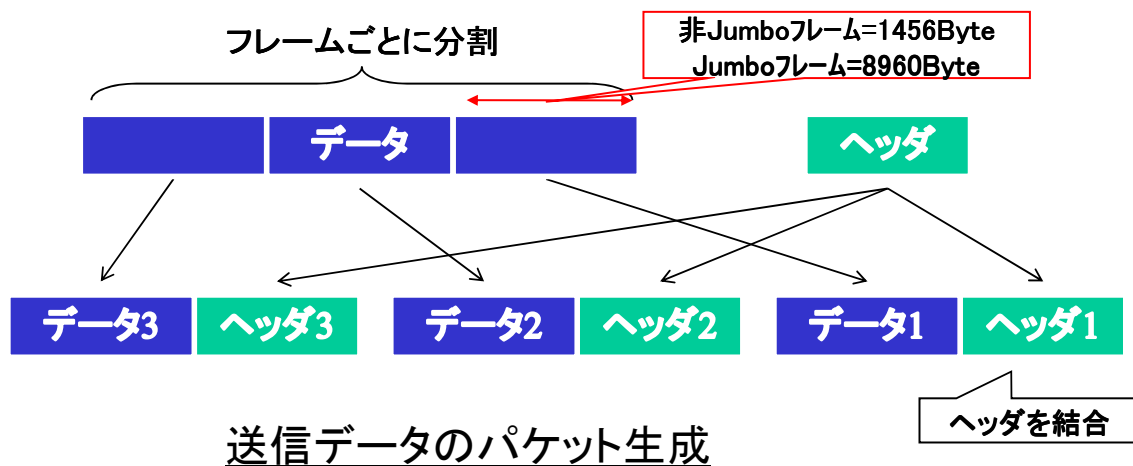 フレームごとに分割
非Jumboフレーム=1456Byte
Jumboフレーム=8960Byte
データ
ヘッダ
データ3
ヘッダ3
データ2
ヘッダ2
データ1
ヘッダ1
ヘッダを結合
送信データのパケット生成